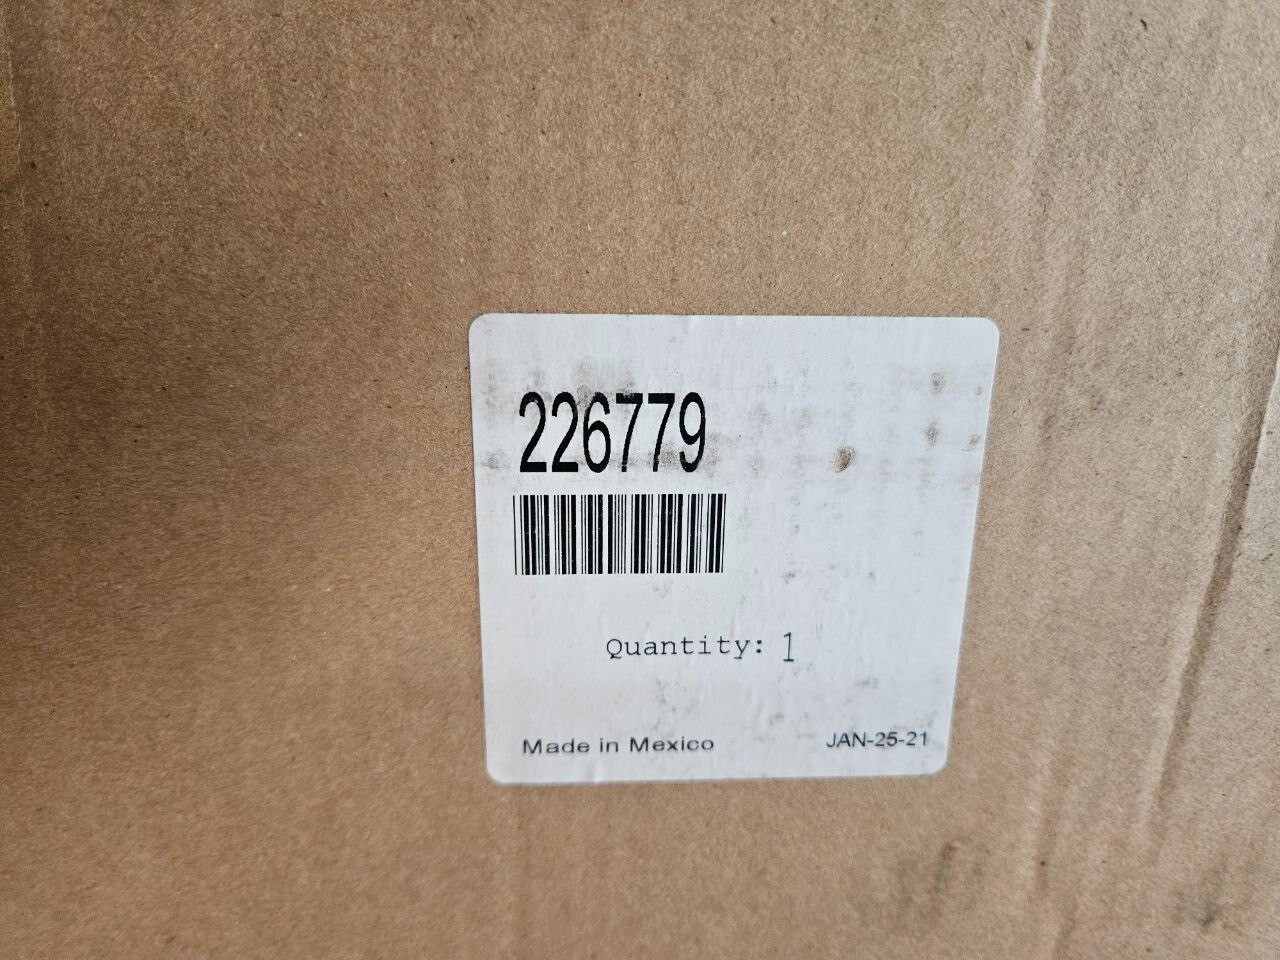 226779
Quantity: 1
Made in Mexico
JAN-25-21